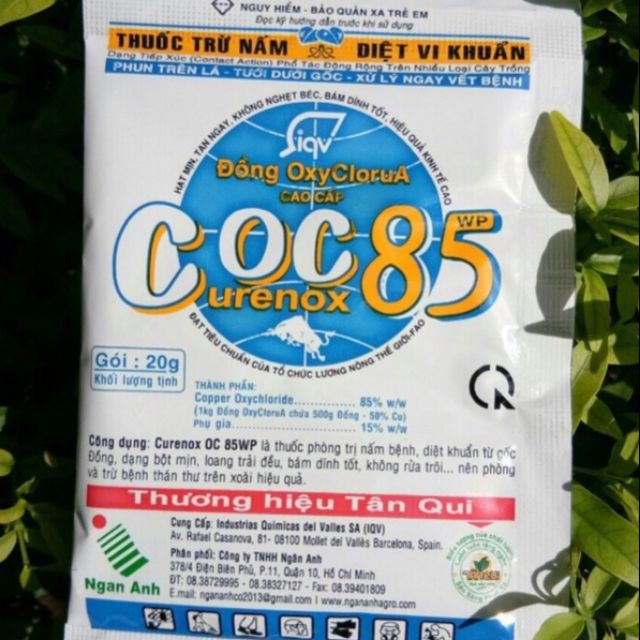 NGUY HIỂM - BẢO QUẢN XA TRẺ EM
Đọc kỹ hướng dẫn trước khi sử dụng
THUỐC TRỪ NẤM
DIỆT VI KHUẨN
Dạng Tiếp Xúc (Contact Action) Phổ Tác Động Rộng Trên Nhiều Loại Cây Trồng
PHUN TRÊN LÁ - TƯỚI DƯỚI GỐC - XỬ LÝ NGAY VẾT BỆNH
HẠT MỊN, TAN NGAY, KHÔNG NGHẸT BÉC, BÁM DÍNH TỐT, HIỆU QUẢ KINH TẾ CAO
iqv
Đồng OxyCloruA
CAO CẤP
COC 85 WP
Curenox
ĐẠT TIÊU CHUẨN CỦA TỔ CHỨC LƯƠNG NÔNG THẾ GIỚI-FAO
Gói : 20g
Khối lượng tịnh
THÀNH PHẦN:
Copper Oxychloride.................... 85% w/w
(1kg Đồng OxyCloruA chứa 500g Đồng - 50% Cu)
Phụ gia.................................... 15% w/w
Công dụng: Curenox OC 85WP là thuốc phòng trị nấm bệnh, diệt khuẩn từ gốc
Đồng, dạng bột mịn, loang trải đều, bám dính tốt, không rửa trôi... nên phòng
và trừ bệnh thán thư trên xoài hiệu quả.
Thương hiệu Tân Qui
Cung Cấp: Industrias Quimicas del Valles SA (IQV)
Av. Rafael Casanova, 81- 08100 Mollet del Vallès Barcelona, Spain.
Phân phối: Công ty TNHH Ngân Anh
378/4 Điện Biên Phủ, P.11, Quận 10, Hồ Chí Minh
ĐT: 08.38729995 - 08.38327127 - Fax: 08.39401809
E.mail: ngananhco2013@gmail.com I www.ngananhagro.com
Ngan Anh